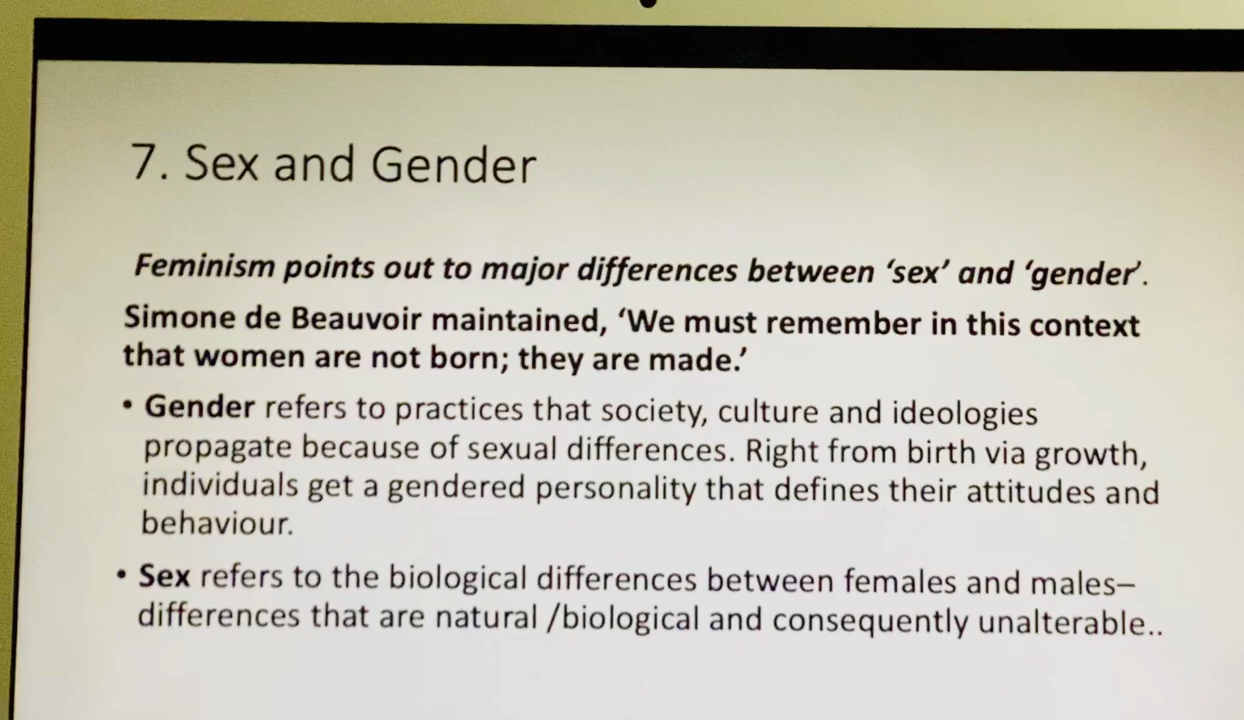 7. Sex and Gender
Feminism points out to major differences between ‘sex’ and ‘gender’.
Simone de Beauvoir maintained, ‘We must remember in this context
that women are not born; they are made.’
• Gender refers to practices that society, culture and ideologies
propagate because of sexual differences. Right from birth via growth,
individuals get a gendered personality that defines their attitudes and
behaviour.
• Sex refers to the biological differences between females and males–
differences that are natural /biological and consequently unalterable..